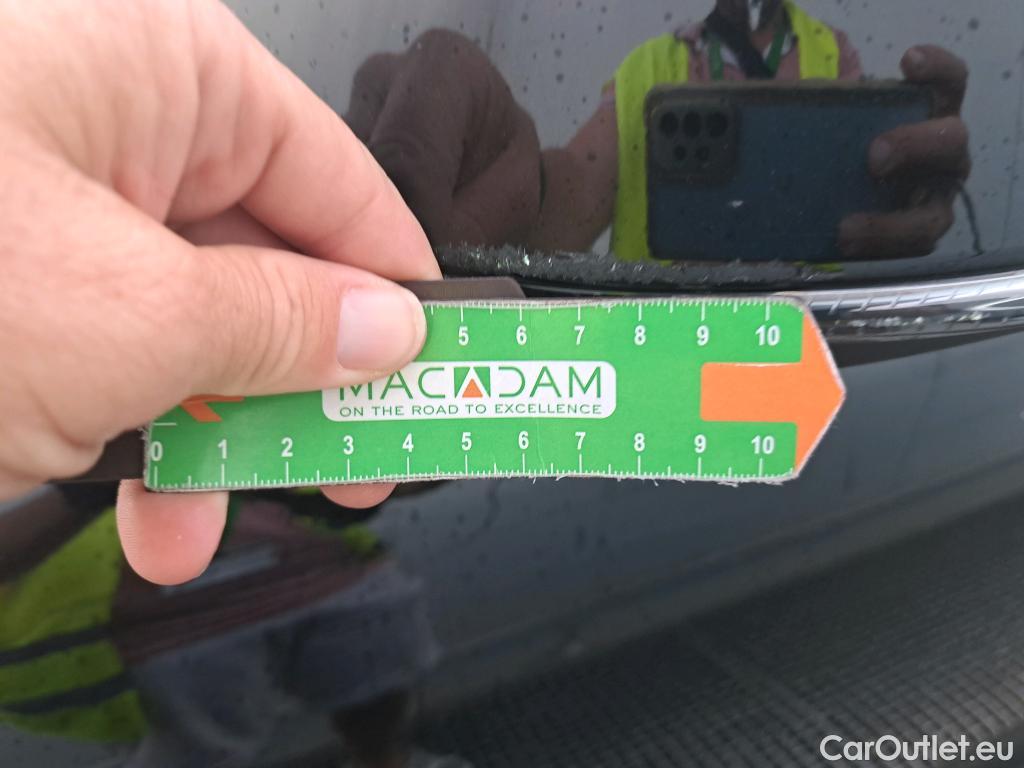 5 6 7 8 9 10
MACADAM
ON THE ROAD TO EXCELLENCE
0 1 2 3 4 5 6 7 8 9 10
CarOutlet.eu